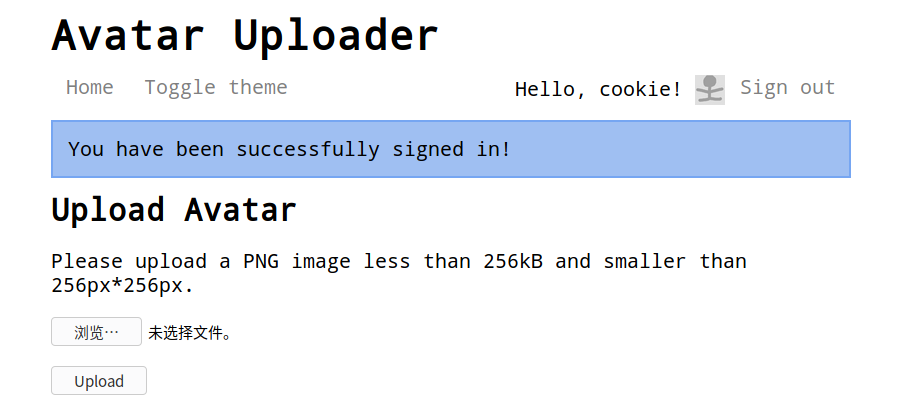 Avatar Uploader
Home Toggle theme Hello, cookie! Sign out
You have been successfully signed in!
Upload Avatar
Please upload a PNG image less than 256kB and smaller than
256px*256px.
浏览… 未选择文件。
Upload